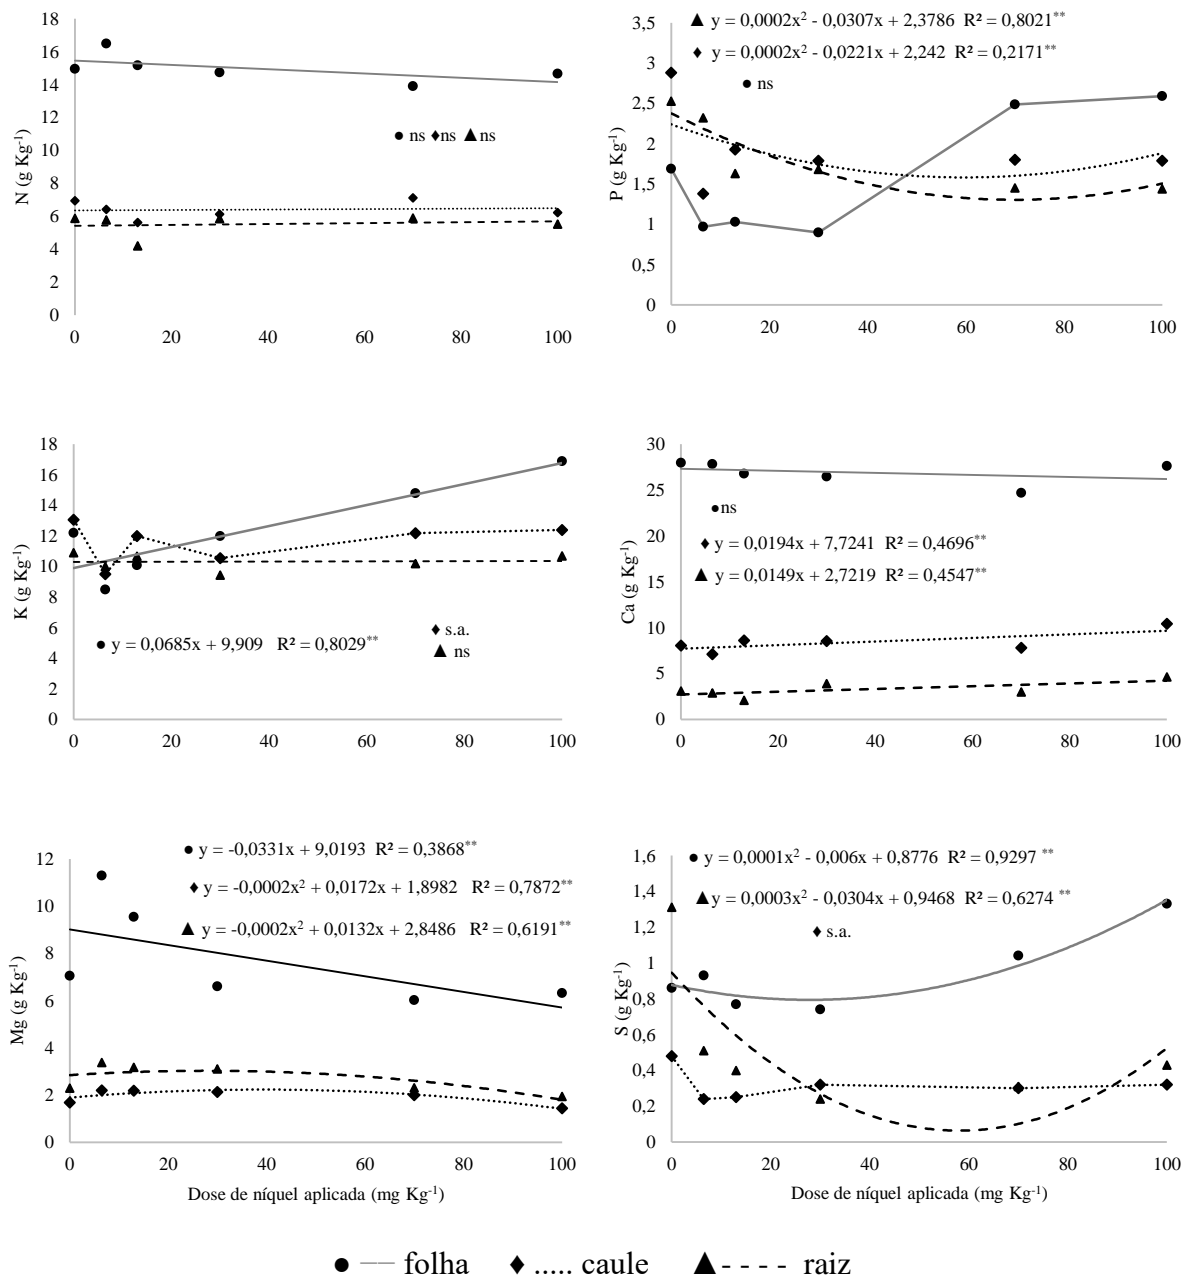 18
16
14
12
10
8
6
4
2
0
N (g Kg-1)
● ns ♦ns ▲ ns
0 20 40 60 80 100
3,5
3
2,5
2
1,5
1
0,5
0
P (g Kg-1)
▲ y = 0,0002x2 - 0,0307x + 2,3786 R² = 0,8021**
♦ y = 0,0002x2 - 0,0221x + 2,242 R² = 0,2171**
● ns
0 20 40 60 80 100
18
16
14
12
10
8
6
4
2
0
K (g Kg-1)
● y = 0,0685x + 9,909 R² = 0,8029**
♦ s.a.
▲ ns
0 20 40 60 80 100
30
25
20
15
10
5
0
Ca (g Kg-1)
●ns
♦ y = 0,0194x + 7,7241 R² = 0,4696**
▲ y = 0,0149x + 2,7219 R² = 0,4547**
0 20 40 60 80 100
12
10
8
6
4
2
0
Mg (g Kg-1)
● y = -0,0331x + 9,0193 R² = 0,3868**
♦ y = -0,0002x2 + 0,0172x + 1,8982 R² = 0,7872**
▲ y = -0,0002x2 + 0,0132x + 2,8486 R² = 0,6191**
0 20 40 60 80 100
Dose de níquel aplicada (mg Kg-1)
1,6
1,4
1,2
1
0,8
0,6
0,4
0,2
0
S (g Kg-1)
● y = 0,0001x2 - 0,006x + 0,8776 R² = 0,9297 **
▲ y = 0,0003x2 - 0,0304x + 0,9468 R² = 0,6274 **
♦ s.a.
0 20 40 60 80 100
Dose de níquel aplicada (mg Kg-1)
● — folha ♦ ..... caule ▲ - - - - raiz